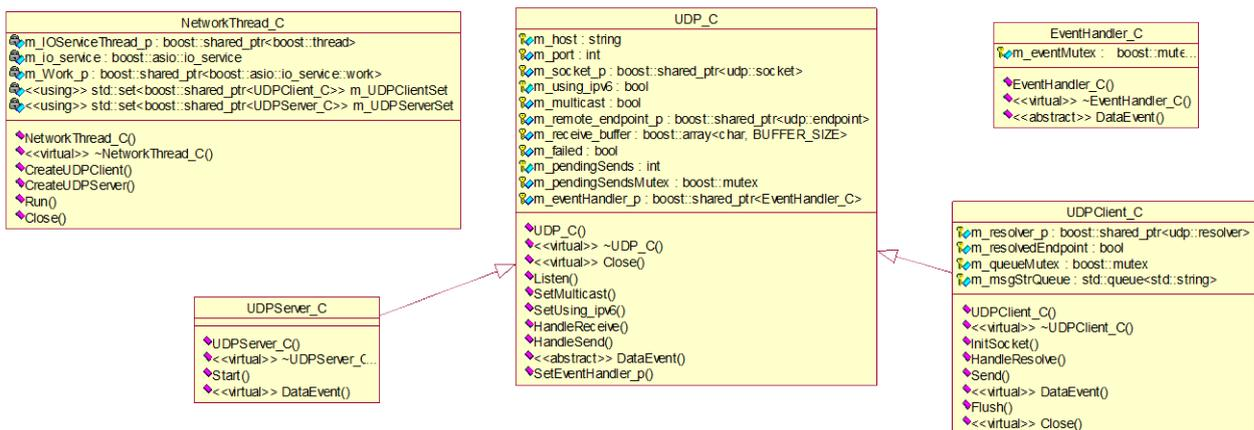 NetworkThread_C
m_IOServiceThread_p : boost::shared_ptr<boost::thread>
m_io_service : boost::asio::io_service
m_Work_p : boost::shared_ptr<boost::asio::io_service::work>
<<using>> std::set<boost::shared_ptr<UDPClient_C>> m_UDPClientSet
<<using>> std::set<boost::shared_ptr<UDPServer_C>> m_UDPServerSet
NetworkThread_C()
<<virtual>> ~NetworkThread_C()
CreateUDPClient()
CreateUDPServer()
Run()
Close()
UDP_C
m_host : string
m_port : int
m_socket_p : boost::shared_ptr<udp::socket>
m_using_ipv6 : bool
m_multicast : bool
m_remote_endpoint_p : boost::shared_ptr<udp::endpoint>
m_receive_buffer : boost::array<char, BUFFER_SIZE>
m_failed : bool
m_pendingSends : int
m_pendingSendsMutex : boost::mutex
m_eventHandler_p : boost::shared_ptr<EventHandler_C>
UDP_C()
<<virtual>> ~UDP_C()
<<virtual>> Close()
Listen()
SetMulticast()
SetUsing_ipv6()
HandleReceive()
HandleSend()
<<abstract>> DataEvent()
SetEventHandler_p()
EventHandler_C
m_eventMutex : boost::mute...
EventHandler_C()
<<virtual>> ~EventHandler_C()
<<abstract>> DataEvent()
UDPServer_C
UDPServer_C()
<<virtual>> ~UDPServer_C...
Start()
<<virtual>> DataEvent()
UDPClient_C
m_resolver_p : boost::shared_ptr<udp::resolver>
m_resolvedEndpoint : bool
m_queueMutex : boost::mutex
m_msgStrQueue : std::queue<std::string>
UDPClient_C()
<<virtual>> ~UDPClient_C()
InitSocket()
HandleResolve()
Send()
<<virtual>> DataEvent()
Flush()
<<virtual>> Close()